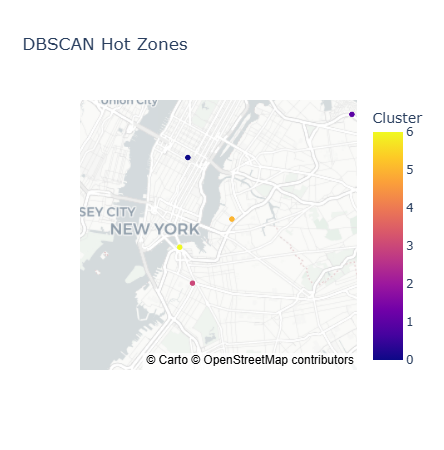 DBSCAN Hot Zones
Union City
SEY CITY
NEW YORK
© Carto © OpenStreetMap contributors
Cluster
6
5
4
3
2
1
0